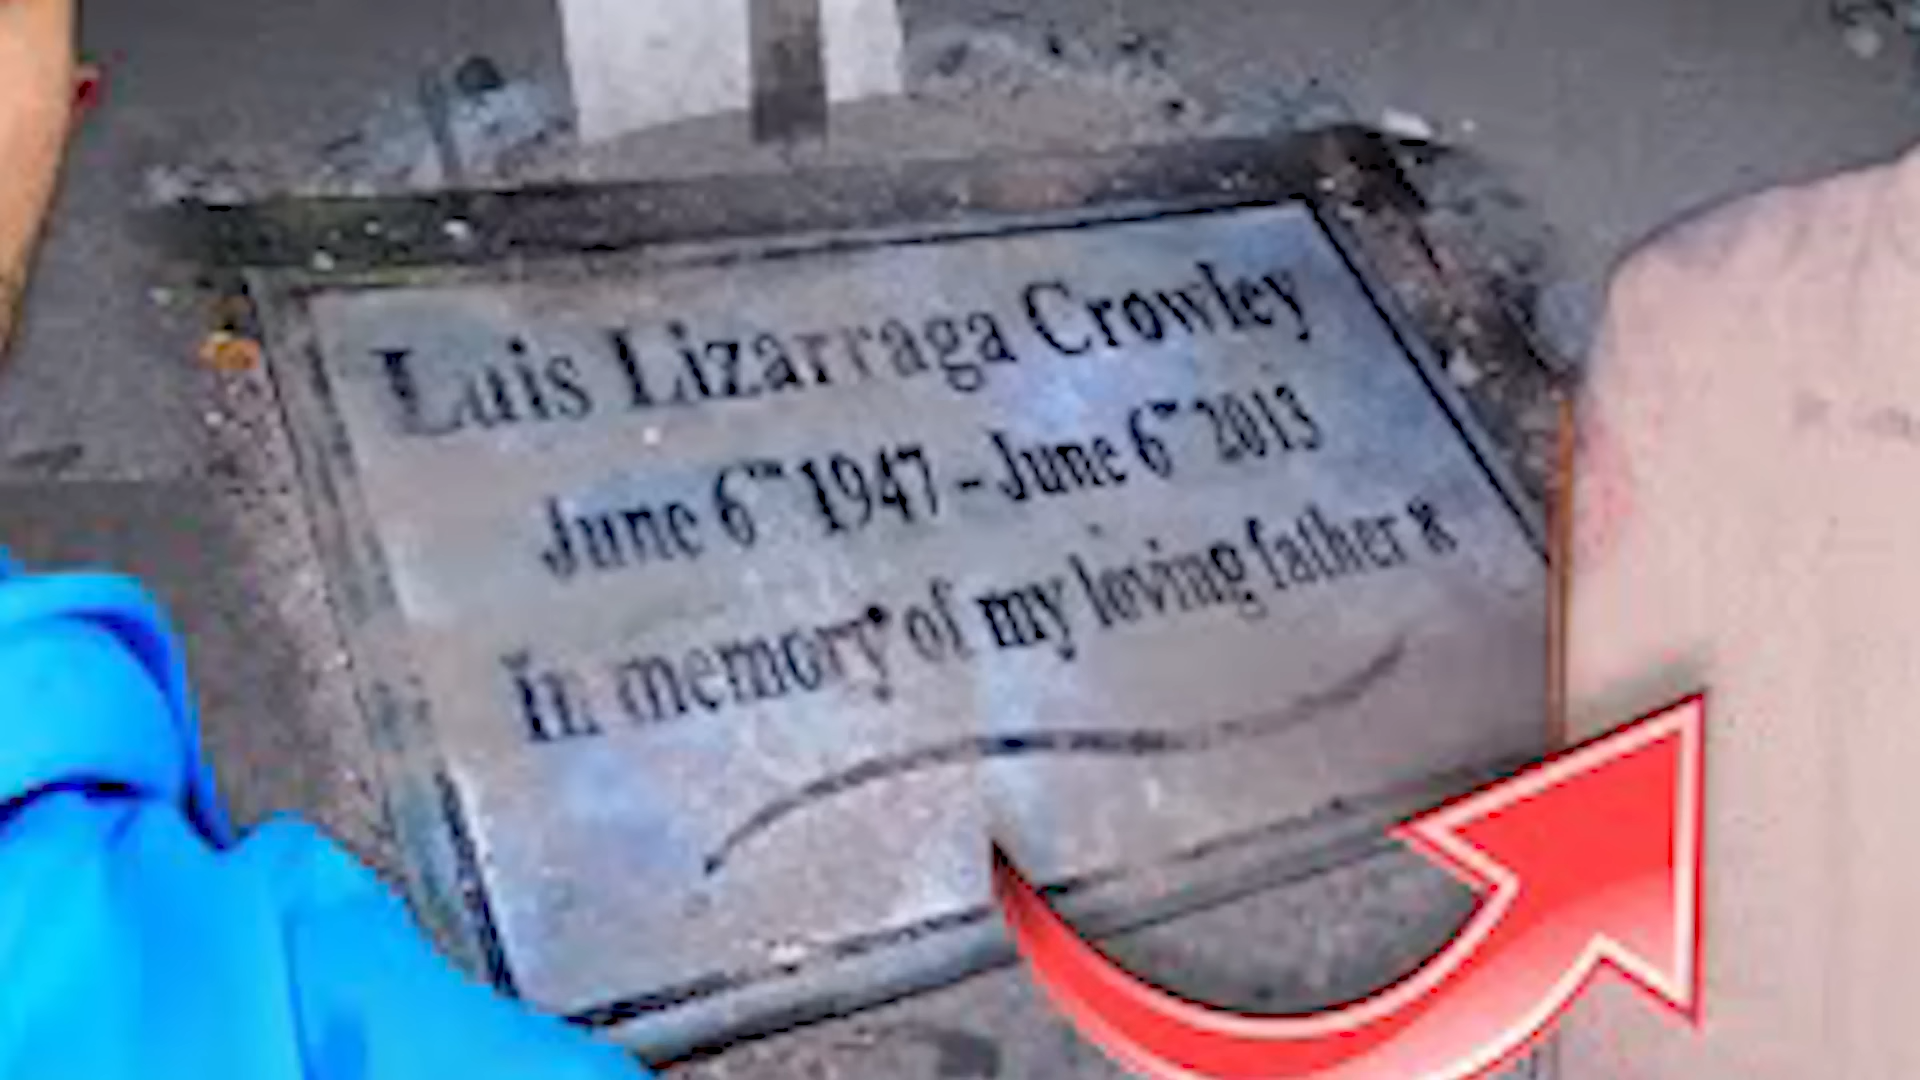 Luis Lizarraga Crowley
June 6ᵀᴴ 1947 - June 6ᵀᴴ 2013
In memory of my loving father